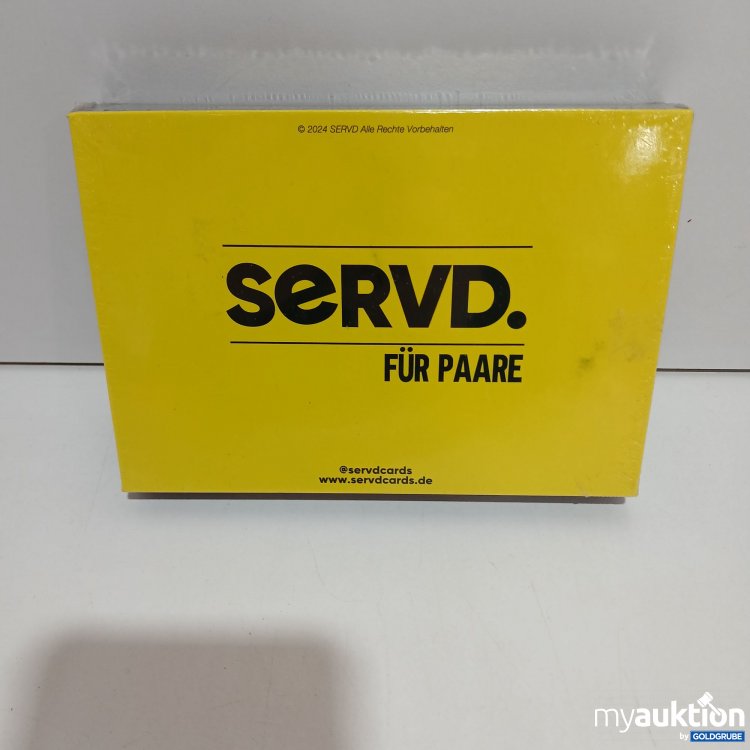 © 2024 SERVD Alle Rechte Vorbehalten
SeRVD.
FÜR PAARE
@servdcards
www.servdcards.de
myauktion
by GOLDGRUBE